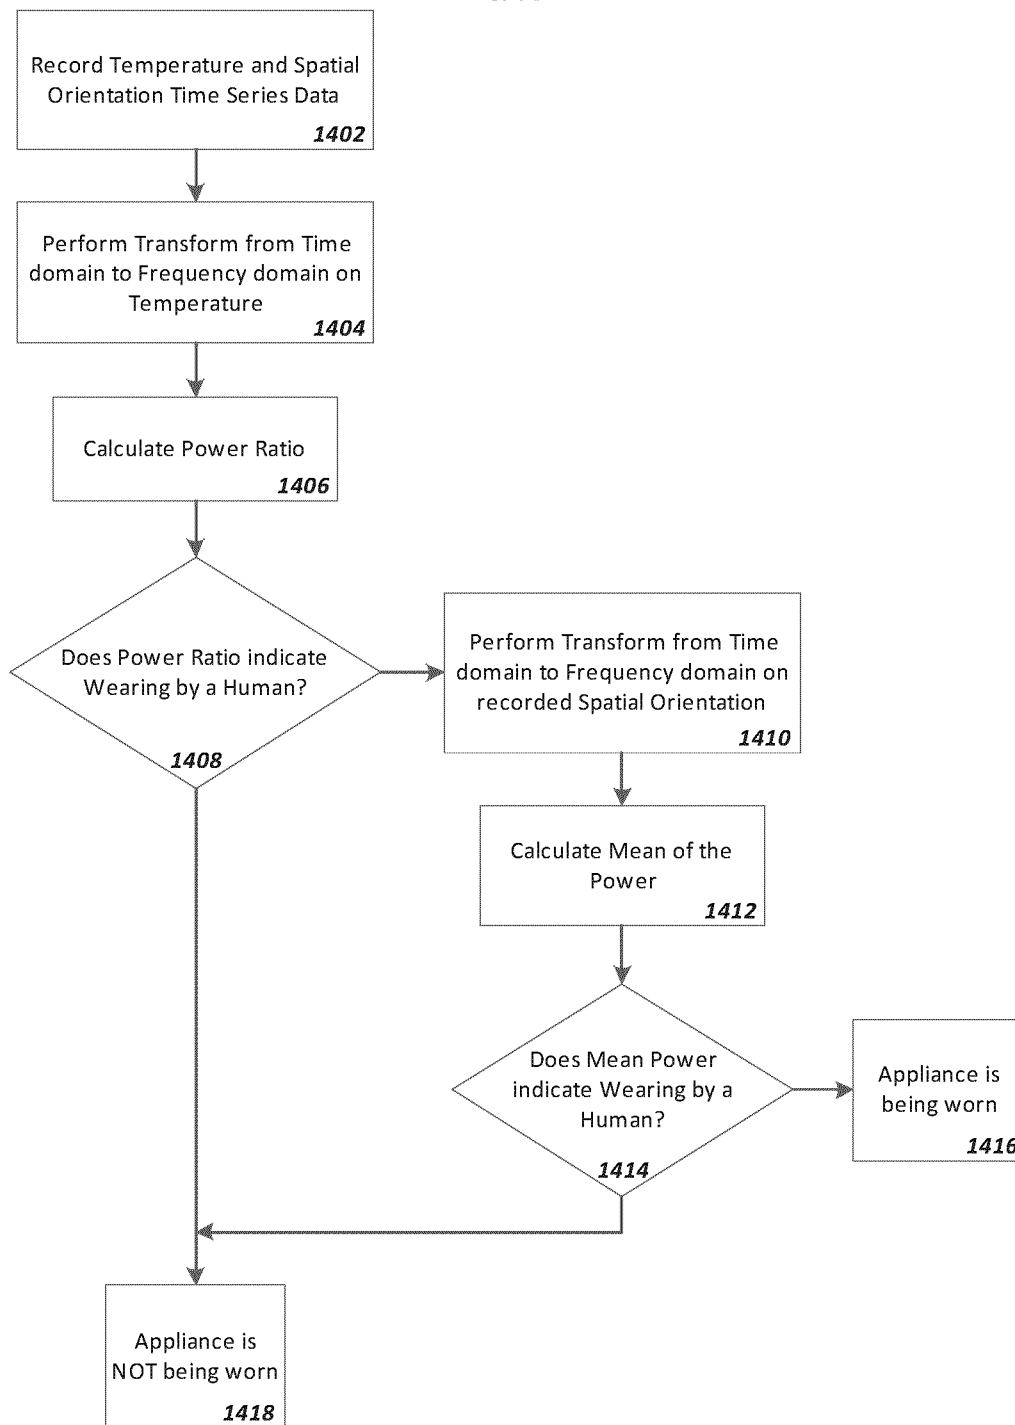 Record Temperature and Spatial
Orientation Time Series Data
1402
Perform Transform from Time
domain to Frequency domain on
Temperature
1404
Calculate Power Ratio
1406
Does Power Ratio indicate
Wearing by a Human?
1408
Perform Transform from Time
domain to Frequency domain on
recorded Spatial Orientation
1410
Calculate Mean of the
Power
1412
Does Mean Power
indicate Wearing by a
Human?
1414
Appliance is
being worn
1416
Appliance is
NOT being worn
1418